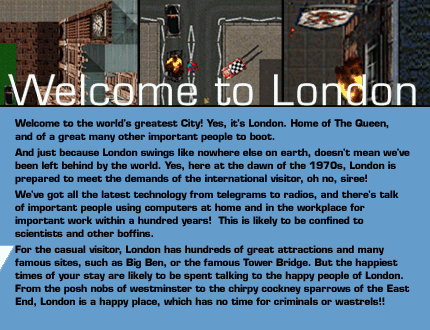 Welcome to London
Welcome to the world's greatest City! Yes, it's London. Home of The Queen,
and of a great many other important people to boot.
And just because London swings like nowhere else on earth, doesn't mean we've
been left behind by the world. Yes, here at the dawn of the 1970s, London is
prepared to meet the demands of the international visitor, oh no, siree!
We've got all the latest technology from telegrams to radios, and there's talk
of important people using computers at home and in the workplace for
important work within a hundred years! This is likely to be confined to
scientists and other boffins.
For the casual visitor, London has hundreds of great attractions and many
famous sites, such as Big Ben, or the famous Tower Bridge. But the happiest
times of your stay are likely to be spent talking to the happy people of London.
From the posh nobs of westminster to the chirpy cockney sparrows of the East
End, London is a happy place, which has no time for criminals or wastrels!!